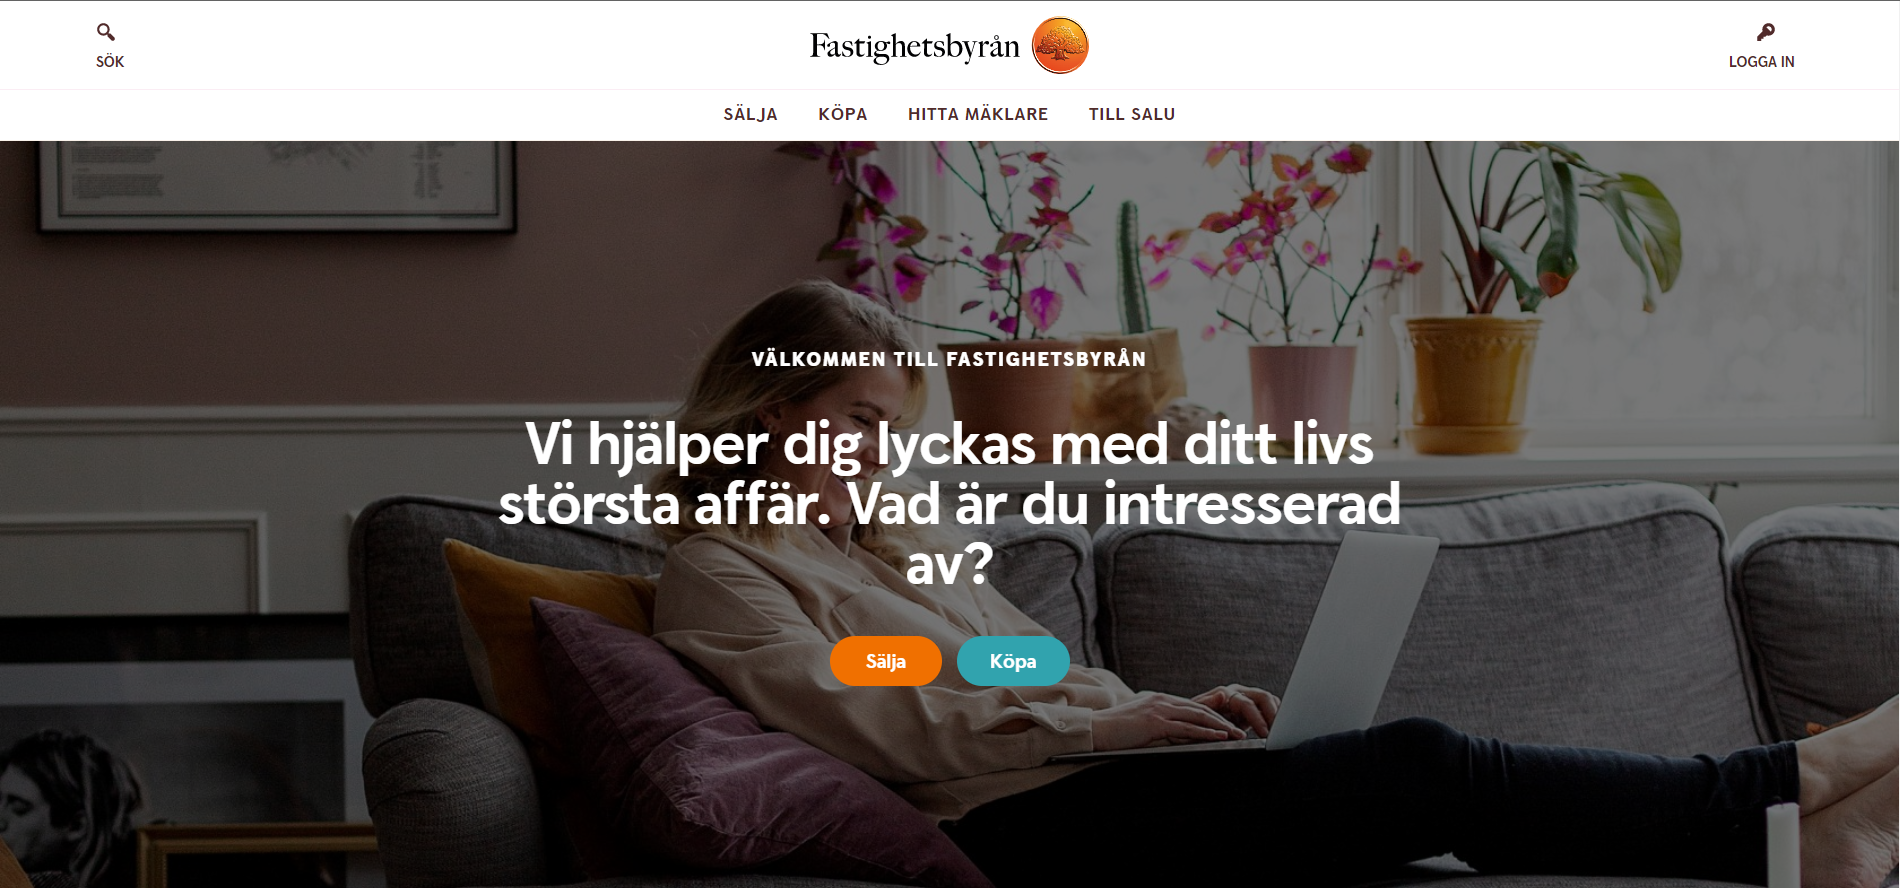 SÖK
Fastighetsbyrån
LOGGA IN
SÄLJA
KÖPA
HITTA MÄKLARE
TILL SALU
VÄLKOMMEN TILL FASTIGHETSBYRÅN
Vi hjälper dig lyckas med ditt livs
största affär. Vad är du intresserad
av?
Sälja
Köpa